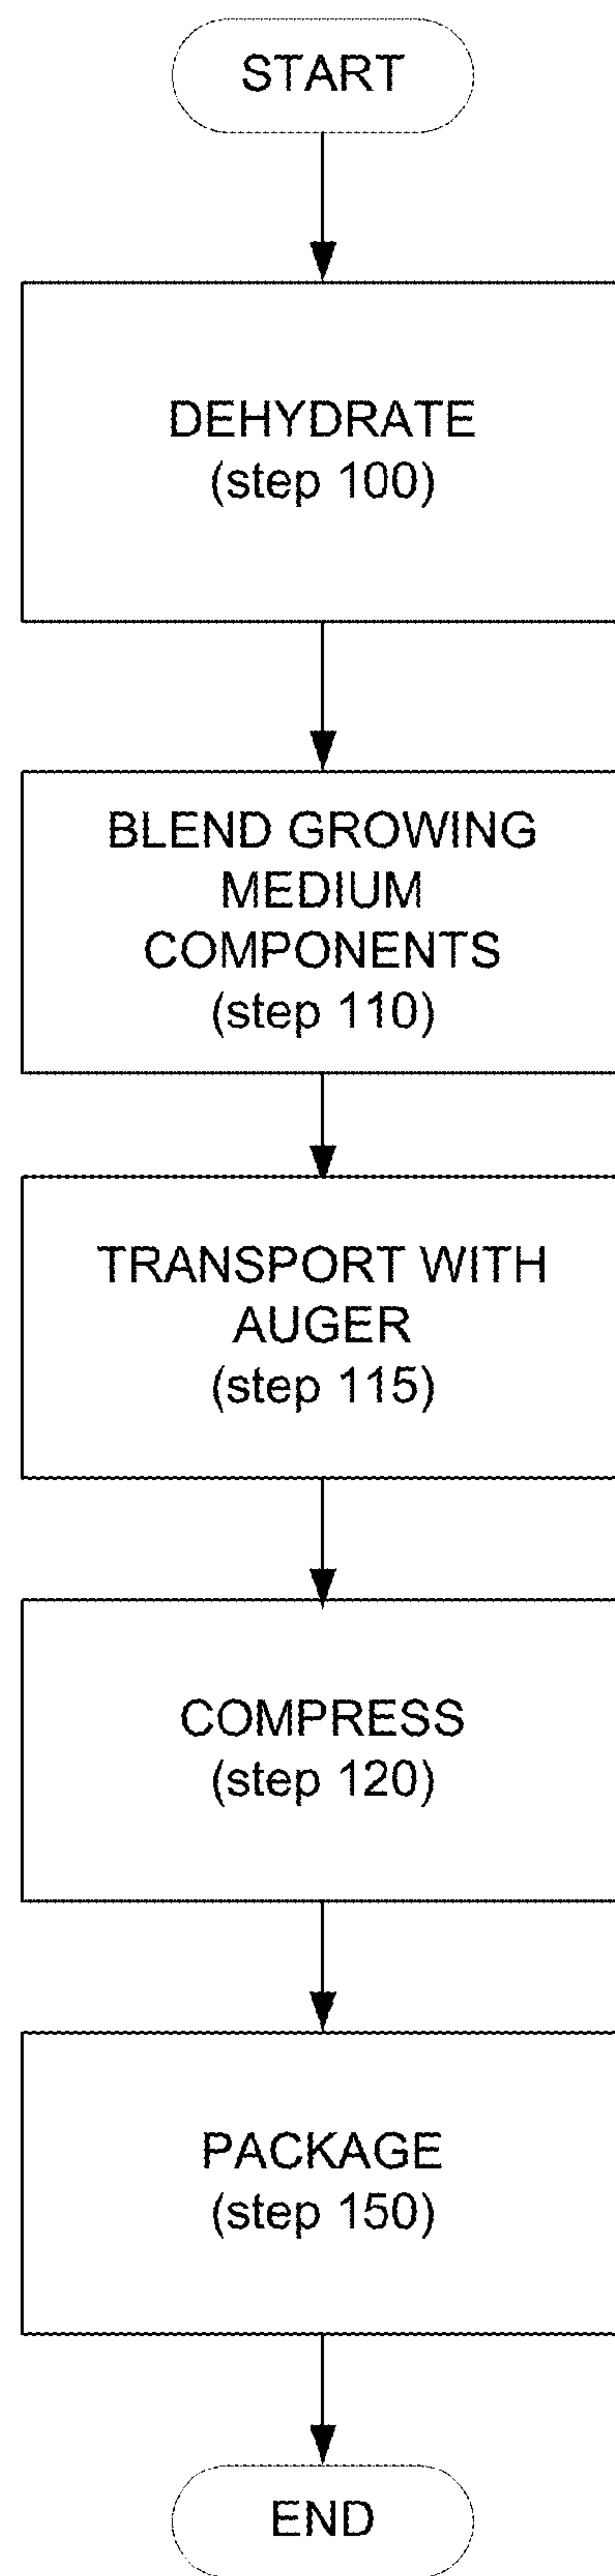 START
DEHYDRATE
(step 100)
BLEND GROWING
MEDIUM
COMPONENTS
(step 110)
TRANSPORT WITH
AUGER
(step 115)
COMPRESS
(step 120)
PACKAGE
(step 150)
END